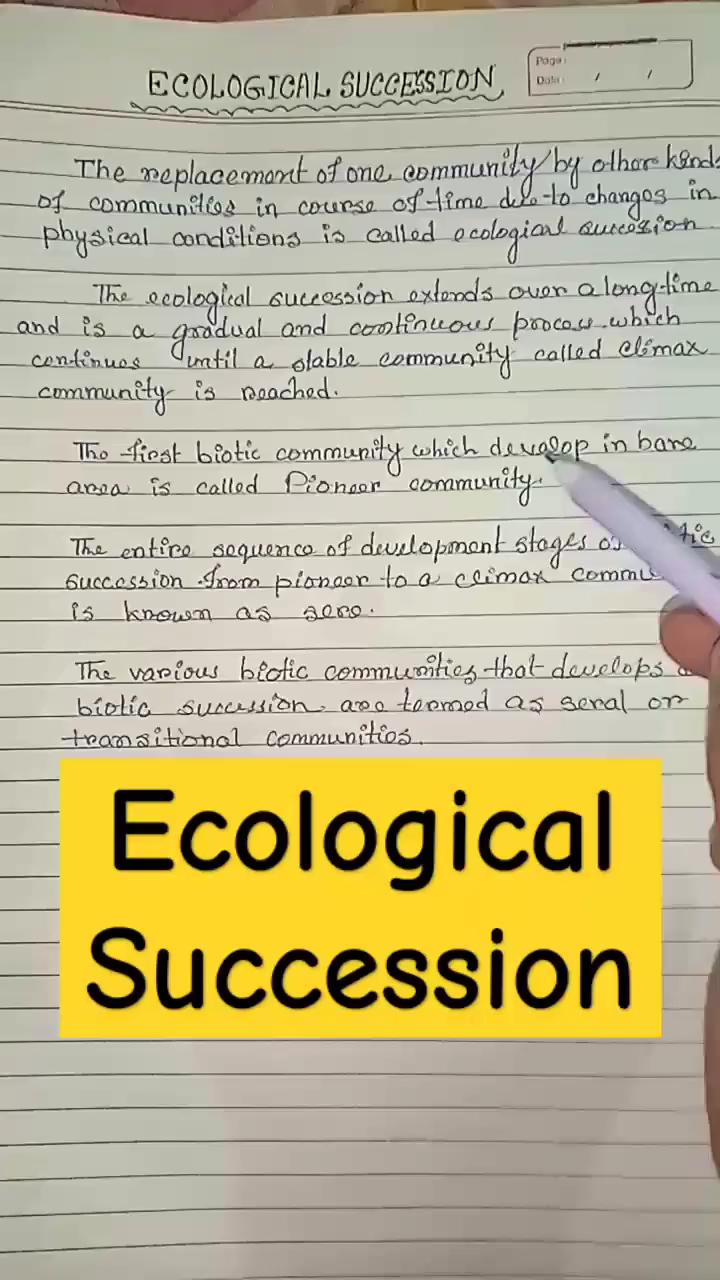 ECOLOGICAL SUCCESSION
Page:
Date: / /
The replacement of one community by other kinds
of communities in course of time due to changes in
physical conditions is called ecological succession
The ecological succession extends over a long time
and is a gradual and continuous process which
continues until a stable community called climax
community is reached.
The first biotic community which develop in bare
area is called Pioneer community.
The entire sequence of development stages of
succession from pioneer to a climax
is known as sere.
The various biotic communities that develops
biotic succession are termed as seral or
transitional communities.
Ecological
Succession